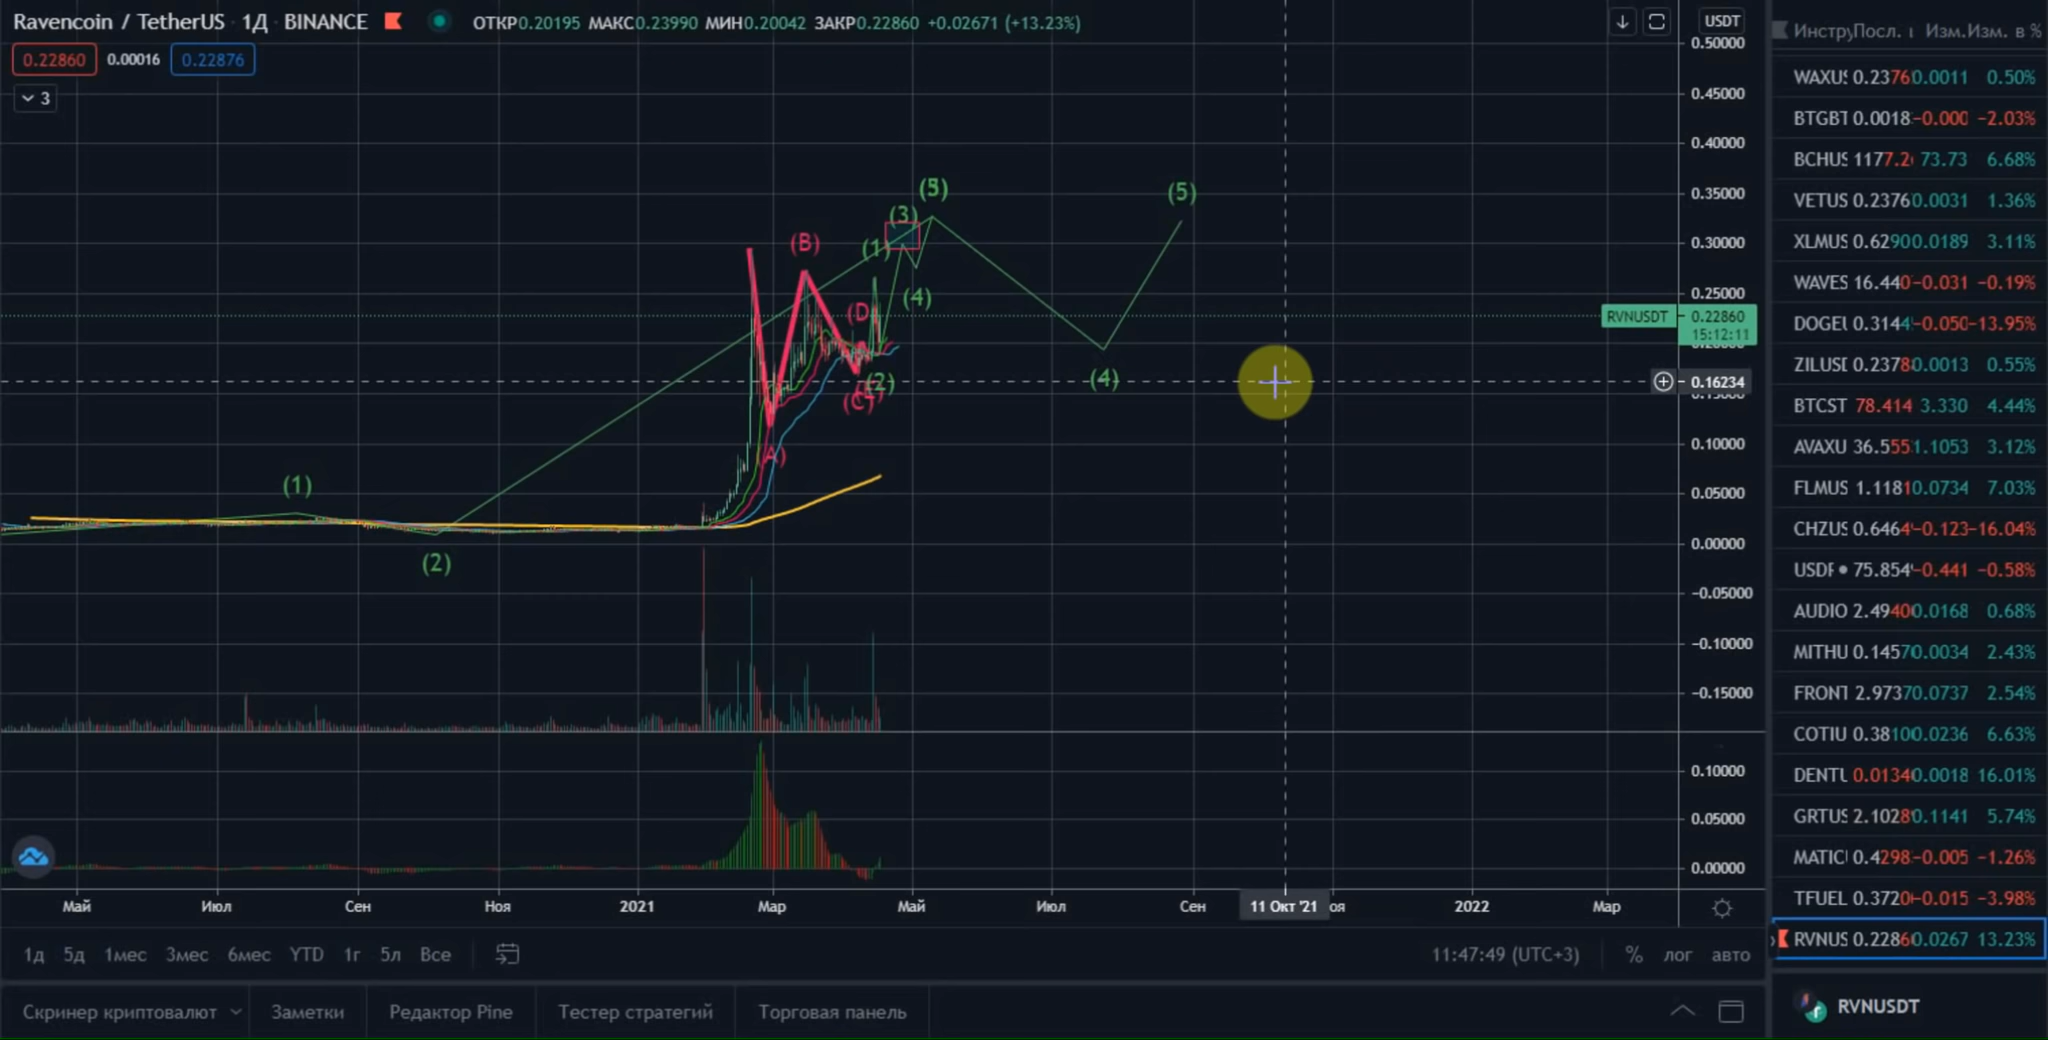 Ravencoin / TetherUS · 1Д · BINANCE ОТКР0.20195 МАКС0.23990 МИН0.20042 ЗАКР0.22860 +0.02671 (+13.23%)
0.22860 0.00016 0.22876
3
USDT
0.50000
0.45000
0.40000
0.35000
0.30000
0.25000
RVNUSDT 0.22860
15:12:11
0.16234
0.10000
0.05000
0.00000
−0.05000
−0.10000
−0.15000
0.10000
0.05000
0.00000
(1)
(2)
(A)
(B)
(1)
(2)
(3)
(4)
(4)
(5)
Май Июл Сен Ноя 2021 Мар Май Июл Сен 11 Окт '21 оя 2022 Мар
1д 5д 1мес 3мес 6мес YTD 1г 5л Все 11:47:49 (UTC+3) % лог авто
Скринер криптовалют Заметки Редактор Pine Тестер стратегий Торговая панель
Посл. Изм. Изм. в %
WAXUS 0.2376 0.0011 0.50%
BTGBT 0.0018 −0.000 −2.03%
BCHUS 1177.2 73.73 6.68%
VETUS 0.2376 0.0031 1.36%
XLMUS 0.6290 0.0189 3.11%
WAVES 16.440 −0.031 −0.19%
DOGEU 0.3144 −0.050 −13.95%
ZILUSD 0.2378 0.0013 0.55%
BTCST 78.414 3.330 4.44%
AVAXU 36.555 1.1053 3.12%
FLMUS 1.1181 0.0734 7.03%
CHZUS 0.6464 −0.123 −16.04%
USDF 75.854 −0.441 −0.58%
AUDIO 2.4940 0.0168 0.68%
MITHU 0.1457 0.0034 2.43%
FRONT 2.9737 0.0737 2.54%
COTIU 0.3810 0.0236 6.63%
DENTU 0.0134 0.0018 16.01%
GRTUS 2.1028 0.1141 5.74%
MATIC 0.4298 −0.005 −1.26%
TFUEL 0.3720 −0.015 −3.98%
RVNUS 0.2286 0.0267 13.23%
RVNUSDT